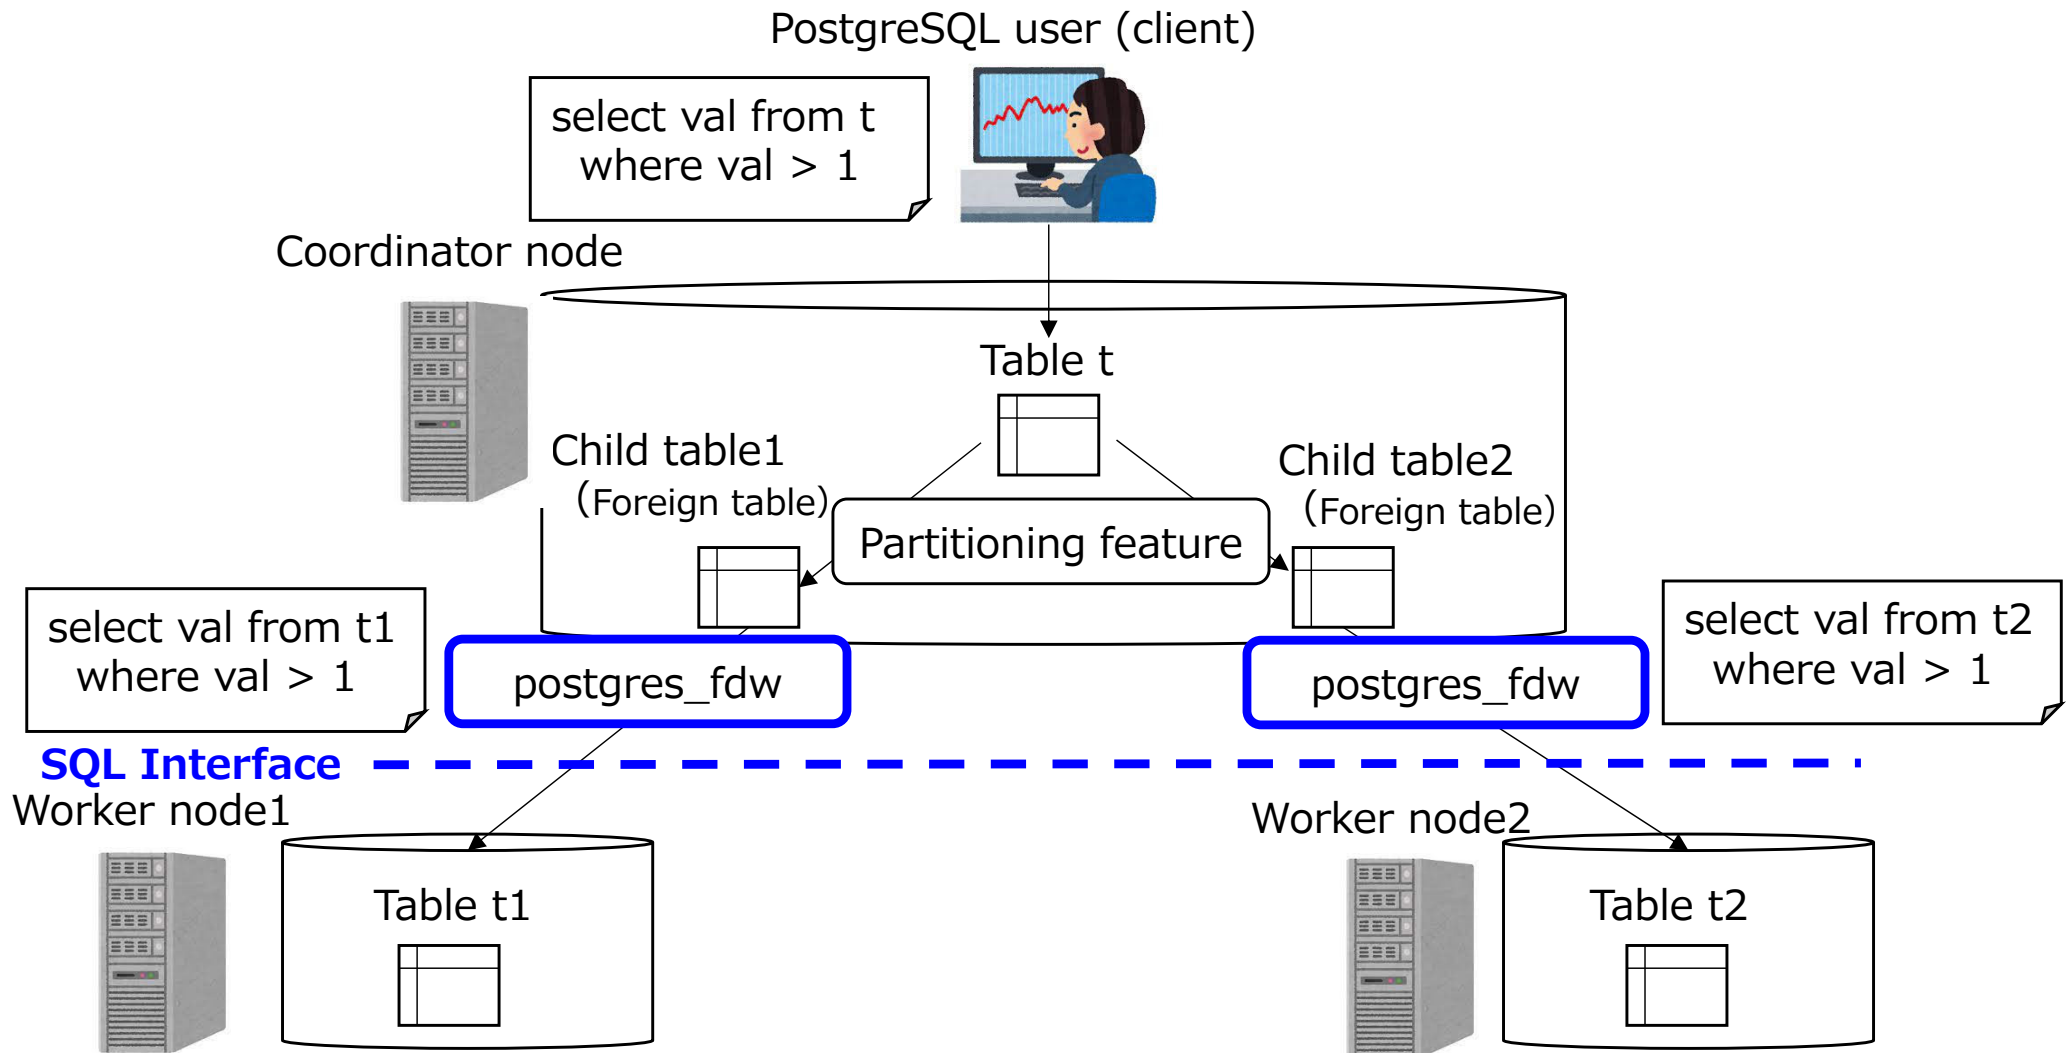 PostgreSQL user (client)
select val from t
where val > 1
Coordinator node
Table t
Child table1
（Foreign table）
Child table2
（Foreign table）
Partitioning feature
select val from t1
where val > 1
postgres_fdw
postgres_fdw
select val from t2
where val > 1
SQL Interface
Worker node1
Worker node2
Table t1
Table t2